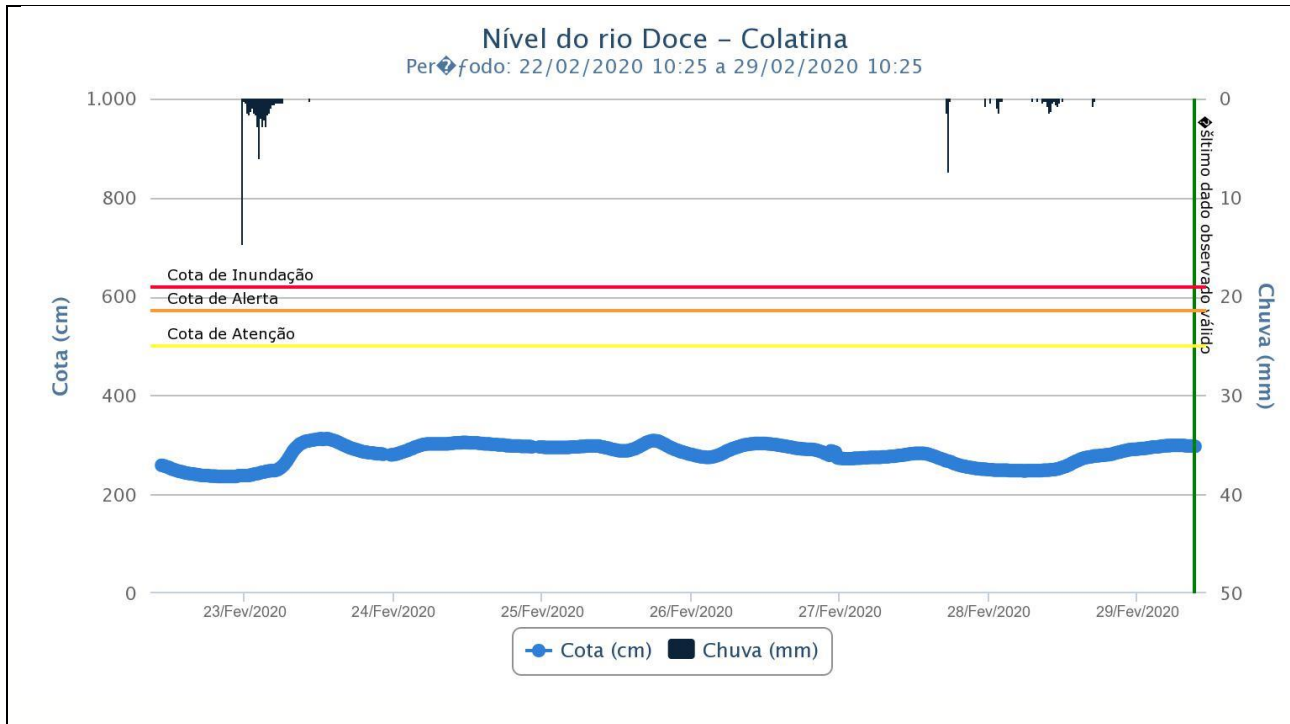 Nível do rio Doce – Colatina
Per�ƒodo: 22/02/2020 10:25 a 29/02/2020 10:25
1.000
800
600
400
200
0
Cota (cm)
Cota de Inundação
Cota de Alerta
Cota de Atenção
�šltimo dado observado válido
0
10
20
30
40
50
Chuva (mm)
23/Fev/2020 24/Fev/2020 25/Fev/2020 26/Fev/2020 27/Fev/2020 28/Fev/2020 29/Fev/2020
Cota (cm) Chuva (mm)